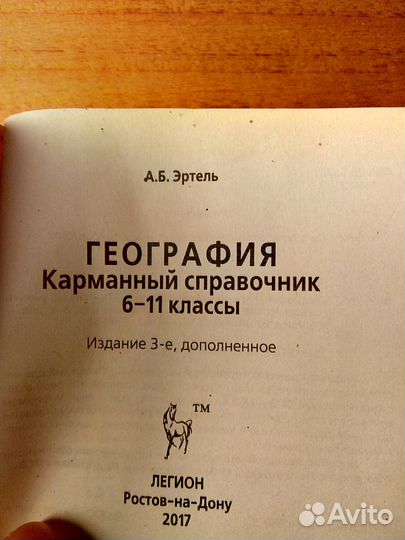 А.Б. Эртель
ГЕОГРАФИЯ
Карманный справочник
6–11 классы
Издание 3-е, дополненное
TM
ЛЕГИОН
Ростов-на-Дону
2017
Avito